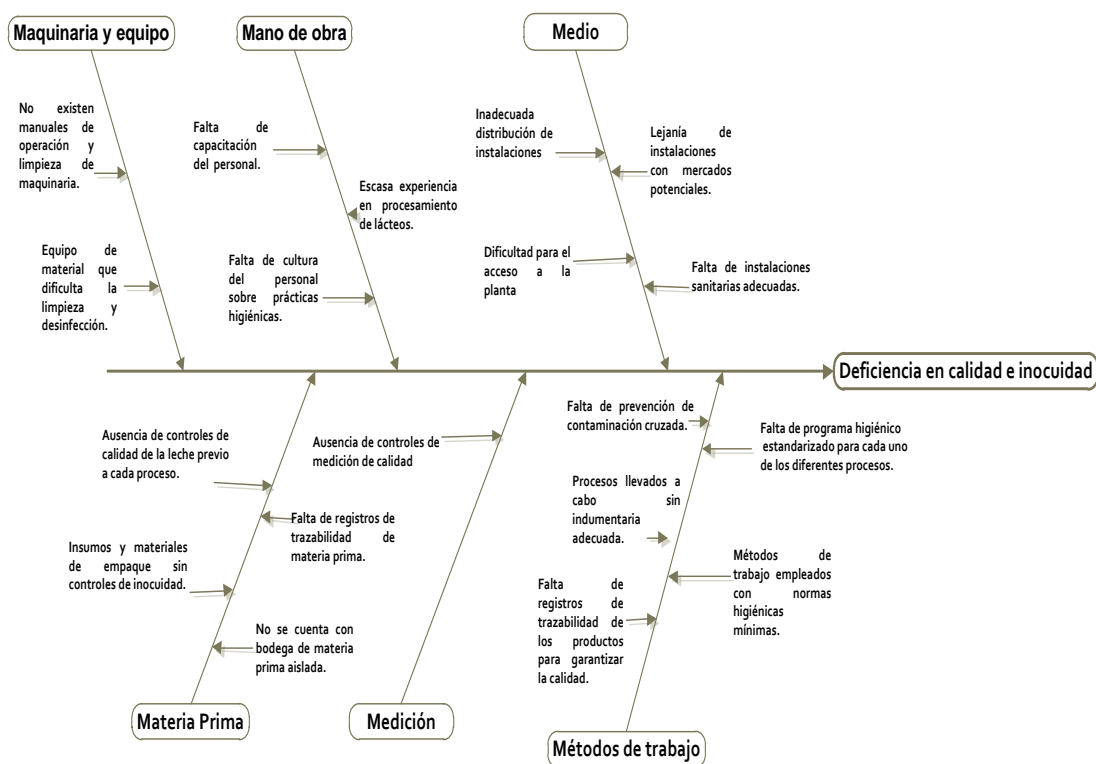 Maquinaria y equipo
Mano de obra
Medio
No existen
manuales de
operación y
limpieza de
maquinaria.
Equipo de
material que
dificulta la
limpieza y
desinfección.
Falta de
capacitación
del personal.
Escasa experiencia
en procesamiento
de lácteos.
Falta de cultura
del personal
sobre prácticas
higiénicas.
Inadecuada
distribución de
instalaciones
Lejanía de
instalaciones
con mercados
potenciales.
Dificultad para el
acceso a la
planta
Falta de instalaciones
sanitarias adecuadas.
Deficiencia en calidad e inocuidad
Ausencia de controles de
calidad de la leche previo
a cada proceso.
Falta de registros de
trazabilidad de
materia prima.
Insumos y materiales
de empaque sin
controles de inocuidad.
No se cuenta con
bodega de materia
prima aislada.
Ausencia de controles de
medición de calidad
Falta de prevención de
contaminación cruzada.
Falta de programa higiénico
estandarizado para cada uno
de los diferentes procesos.
Procesos llevados a
cabo sin
indumentaria
adecuada.
Métodos de
trabajo empleados
con normas
higiénicas
mínimas.
Falta de
registros de
trazabilidad de
los productos
para garantizar
la calidad.
Materia Prima
Medición
Métodos de trabajo